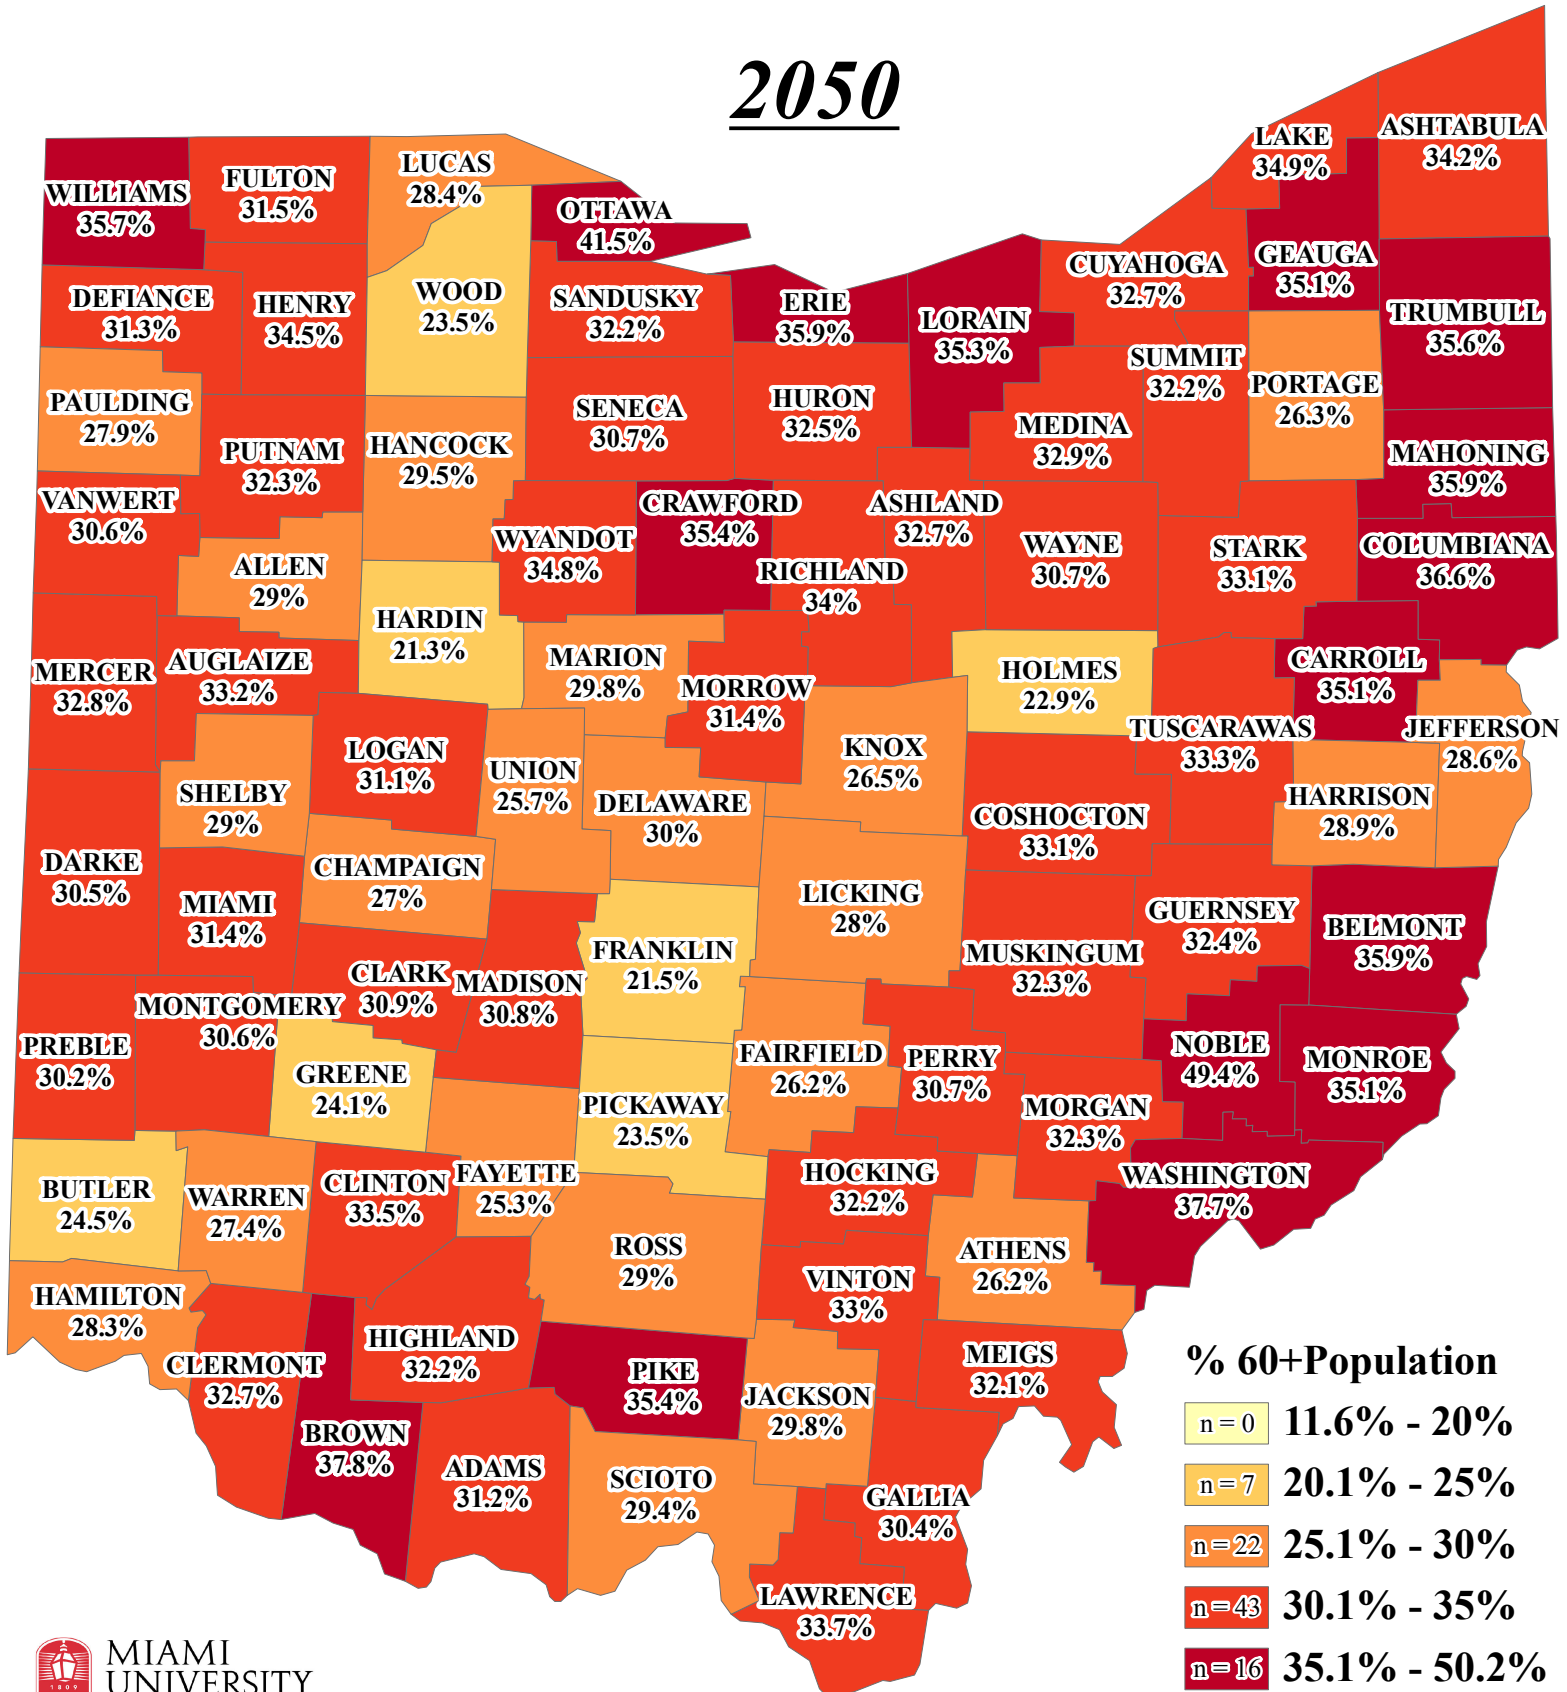 2050
LAKE
34.9%
ASHTABULA
34.2%
LUCAS
28.4%
FULTON
31.5%
WILLIAMS
35.7%
OTTAWA
41.5%
GEAUGA
35.1%
CUYAHOGA
32.7%
WOOD
23.5%
SANDUSKY
32.2%
ERIE
35.9%
DEFIANCE
31.3%
HENRY
34.5%
LORAIN
35.3%
TRUMBULL
35.6%
SUMMIT
32.2%
PORTAGE
26.3%
PAULDING
27.9%
SENECA
30.7%
HURON
32.5%
MEDINA
32.9%
PUTNAM
32.3%
HANCOCK
29.5%
MAHONING
35.9%
VANWERT
30.6%
CRAWFORD
35.4%
ASHLAND
32.7%
WYANDOT
34.8%
WAYNE
30.7%
STARK
33.1%
COLUMBIANA
36.6%
ALLEN
29%
RICHLAND
34%
HARDIN
21.3%
MERCER
32.8%
AUGLAIZE
33.2%
MARION
29.8%
MORROW
31.4%
HOLMES
22.9%
CARROLL
35.1%
TUSCARAWAS
33.3%
JEFFERSON
28.6%
LOGAN
31.1%
UNION
25.7%
KNOX
26.5%
SHELBY
29%
DELAWARE
30%
COSHOCTON
33.1%
HARRISON
28.9%
DARKE
30.5%
CHAMPAIGN
27%
MIAMI
31.4%
LICKING
28%
GUERNSEY
32.4%
BELMONT
35.9%
FRANKLIN
21.5%
MUSKINGUM
32.3%
CLARK
30.9%
MADISON
30.8%
MONTGOMERY
30.6%
PREBLE
30.2%
GREENE
24.1%
FAIRFIELD
26.2%
PERRY
30.7%
NOBLE
49.4%
MONROE
35.1%
PICKAWAY
23.5%
MORGAN
32.3%
BUTLER
24.5%
WARREN
27.4%
CLINTON
33.5%
FAYETTE
25.3%
HOCKING
32.2%
WASHINGTON
37.7%
ROSS
29%
ATHENS
26.2%
VINTON
33%
HAMILTON
28.3%
CLERMONT
32.7%
HIGHLAND
32.2%
PIKE
35.4%
JACKSON
29.8%
MEIGS
32.1%
BROWN
37.8%
ADAMS
31.2%
SCIOTO
29.4%
GALLIA
30.4%
LAWRENCE
33.7%
% 60+Population
n = 0 11.6% - 20%
n = 7 20.1% - 25%
n = 22 25.1% - 30%
n = 43 30.1% - 35%
n = 16 35.1% - 50.2%
1809
MIAMI
UNIVERSITY